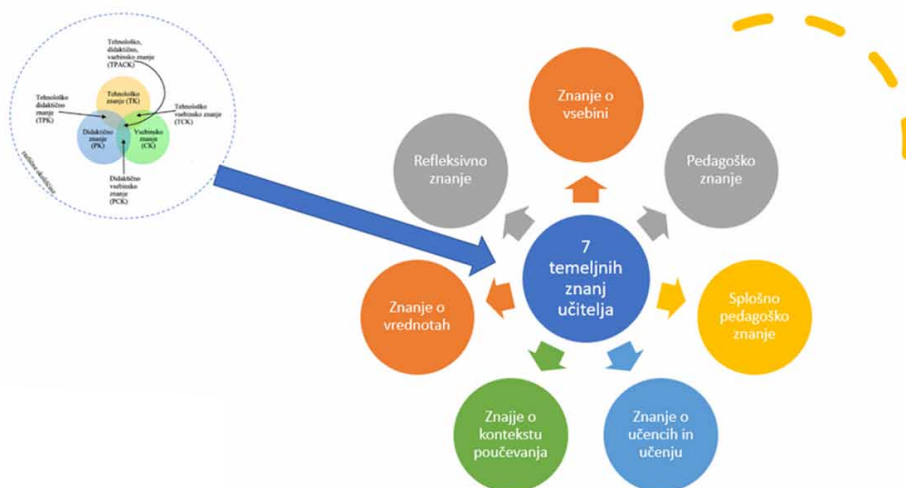 Tehnološko,
didaktično,
vsebinsko znanje
(TPACK)
Tehnološko
didaktično
znanje
(TPK)
Tehnološko
znanje (TK)
Tehnološko
vsebinsko znanje
(TCK)
Didaktično
znanje
(PK)
Vsebinsko
znanje (CK)
Didaktično
vsebinsko
znanje
(PCK)
različne okoliščine
Znanje o
vsebini
Refleksivno
znanje
Pedagoško
znanje
7
temeljnih
znanj
učitelja
Znanje o
vrednotah
Splošno
pedagoško
znanje
Znajje o
kontekstu
poučevanja
Znanje o
učencih in
učenju